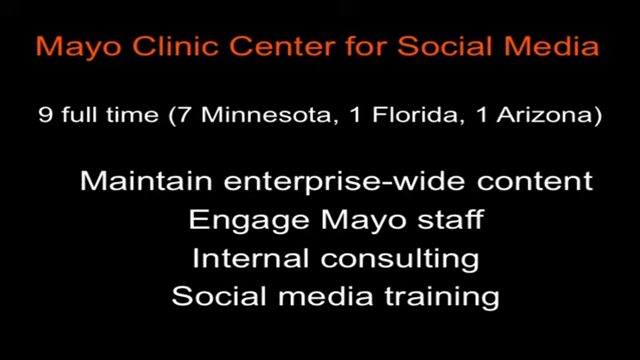 Mayo Clinic Center for Social Media
9 full time (7 Minnesota, 1 Florida, 1 Arizona)
Maintain enterprise-wide content
Engage Mayo staff
Internal consulting
Social media training